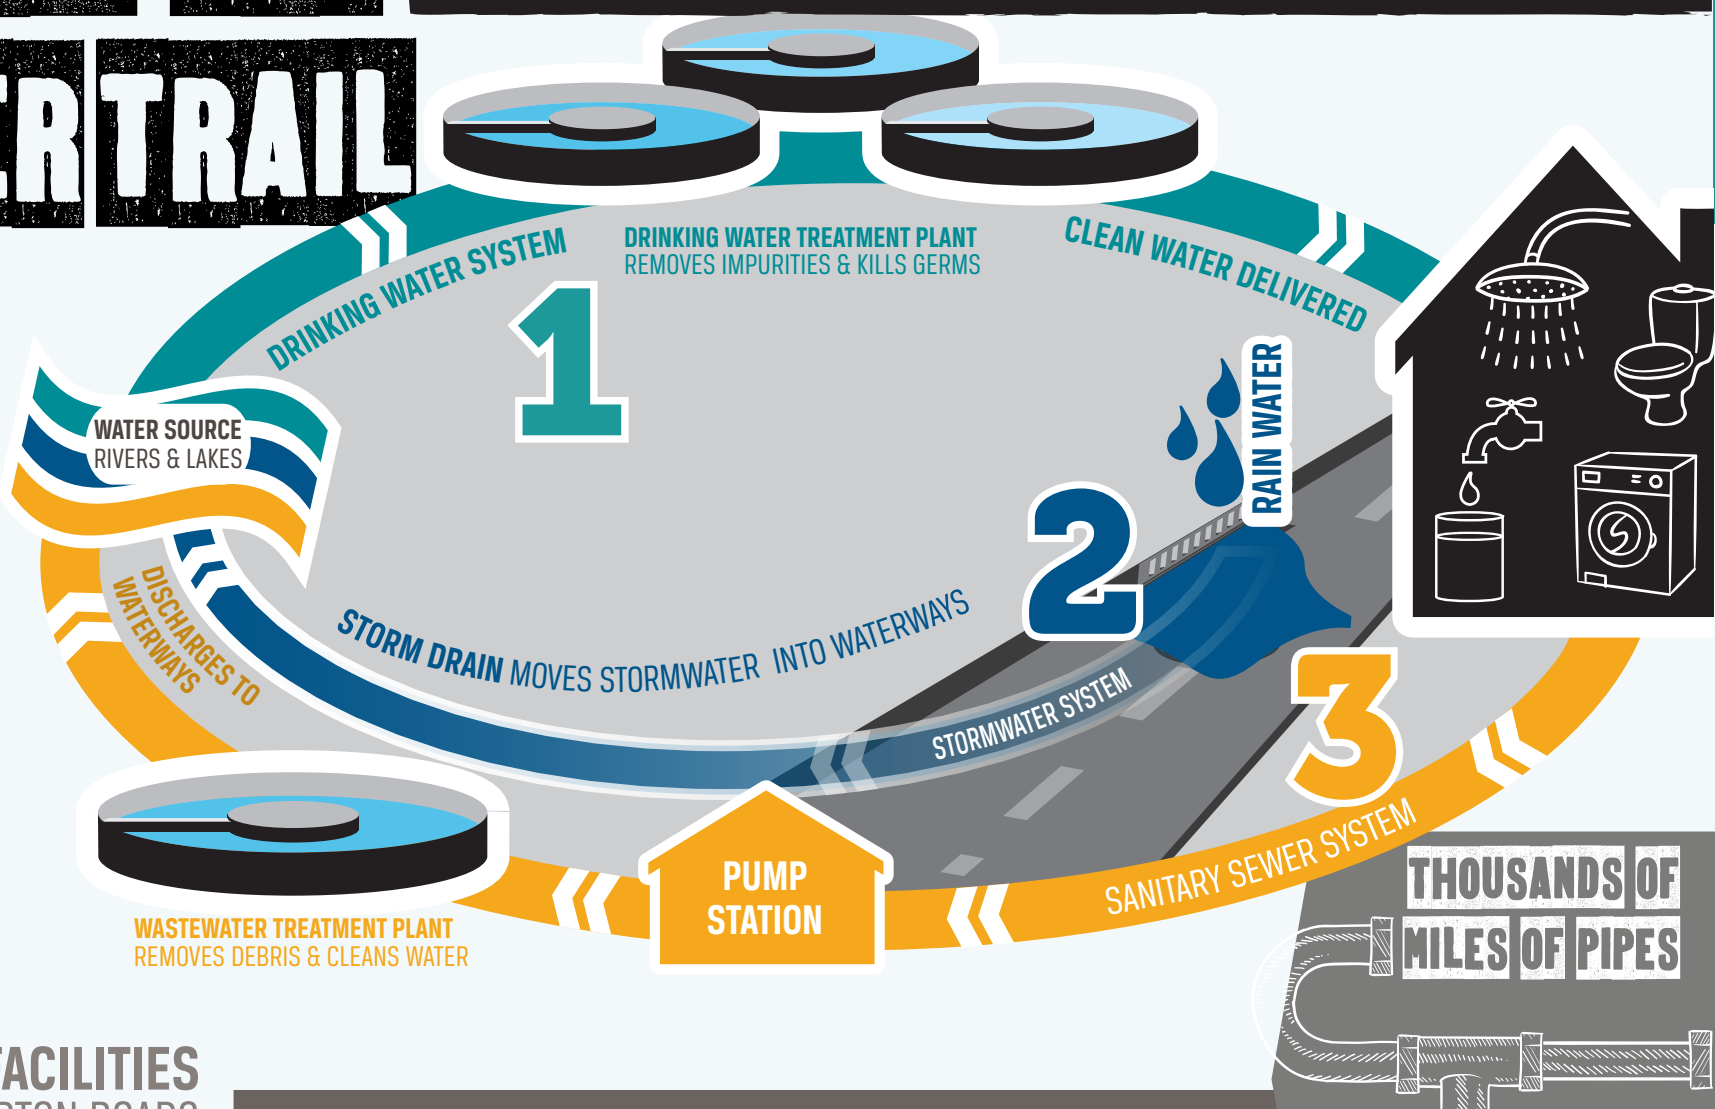 TRAIL
DRINKING WATER SYSTEM
1
DRINKING WATER TREATMENT PLANT
REMOVES IMPURITIES & KILLS GERMS
CLEAN WATER DELIVERED
WATER SOURCE
RIVERS & LAKES
RAIN WATER
2
DISCHARGES TO
WATERWAYS
STORM DRAIN MOVES STORMWATER INTO WATERWAYS
STORMWATER SYSTEM
3
SANITARY SEWER SYSTEM
PUMP
STATION
WASTEWATER TREATMENT PLANT
REMOVES DEBRIS & CLEANS WATER
THOUSANDS OF
MILES OF PIPES
FACILITIES
ROADS